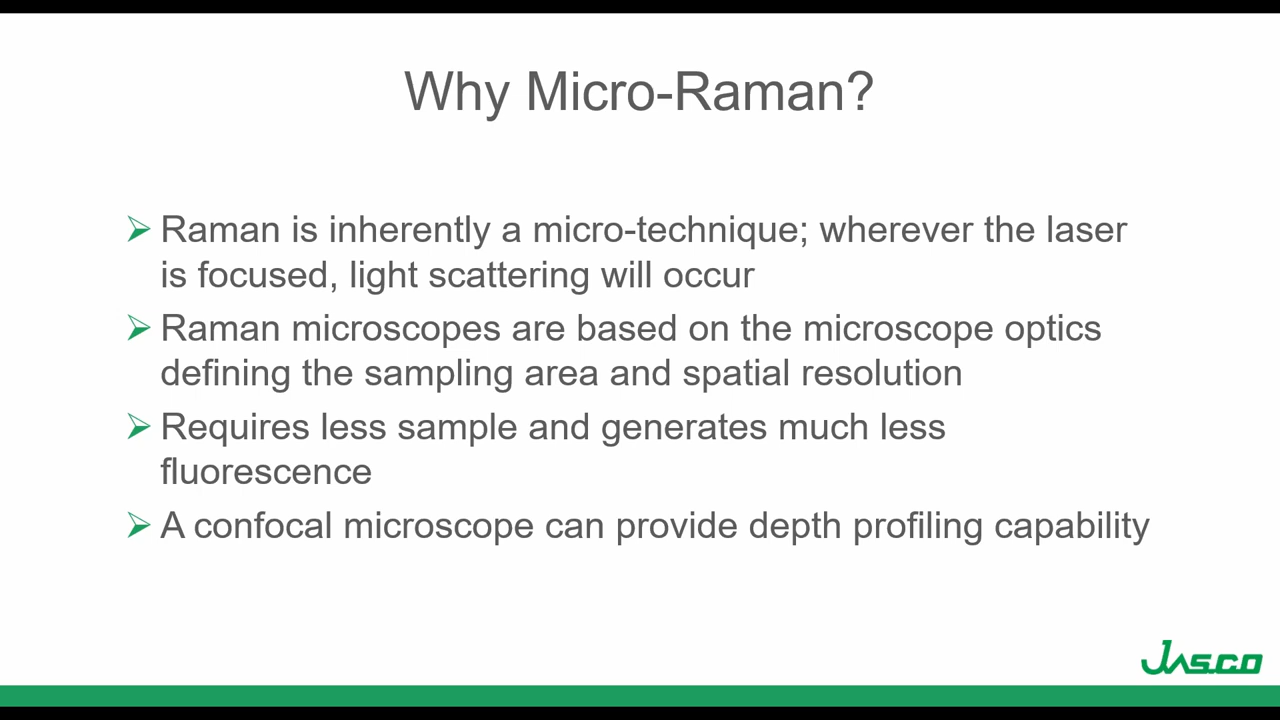 Why Micro-Raman?
Raman is inherently a micro-technique; wherever the laser
is focused, light scattering will occur
Raman microscopes are based on the microscope optics
defining the sampling area and spatial resolution
Requires less sample and generates much less
fluorescence
A confocal microscope can provide depth profiling capability
JASCO